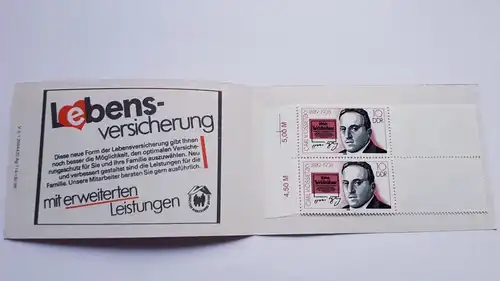 Lebens-
versicherung
Diese neue Form der Lebensversicherung gibt Ihnen
noch besser die Möglichkeit, den optimalen Versiche-
rungsschutz für Sie und Ihre Familie auszuwählen. Neu
und verbessert gestaltet sind die Leistungen für die
Familie. Unsere Mitarbeiter beraten Sie gern ausführlich.
mit erweiterten
Leistungen
5,00 M
10
DDR
4,50 M
10
DDR